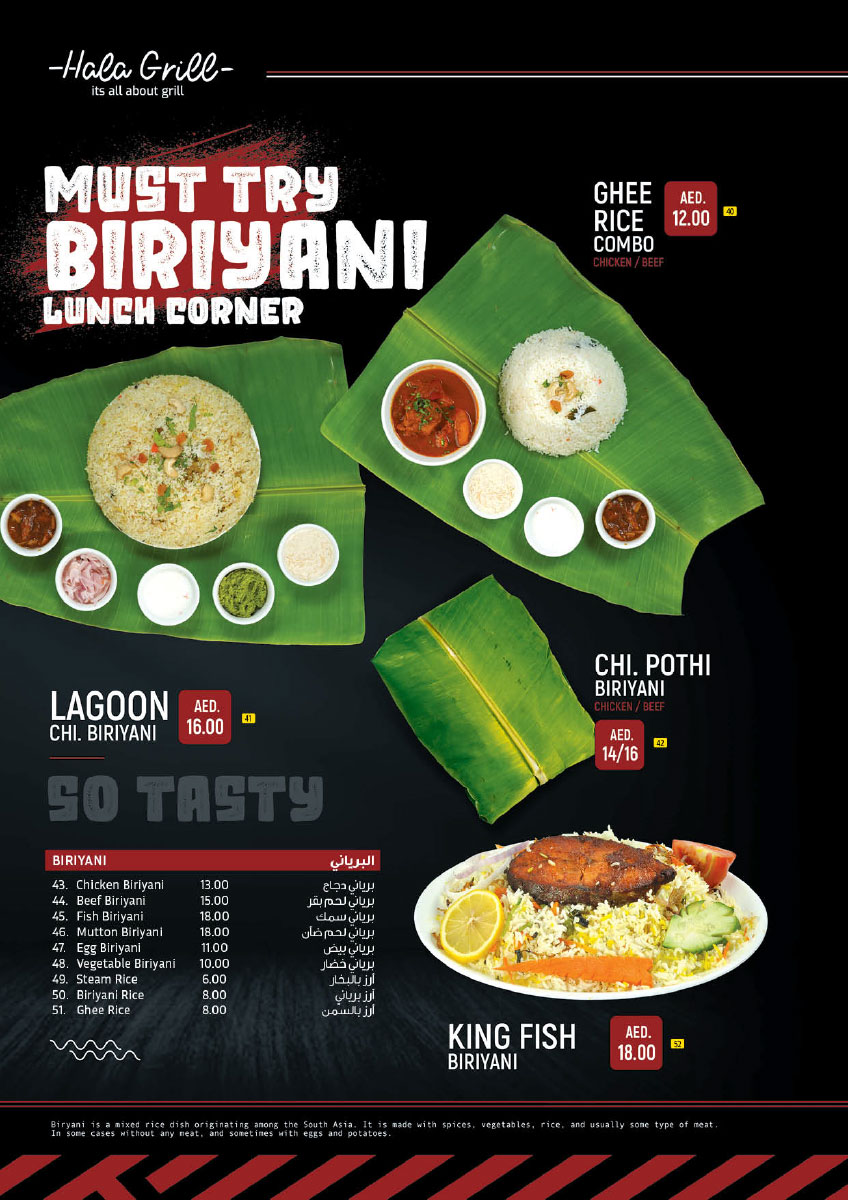 -Hala Grill-
its all about grill
MUST TRY
BIRIYANI
LUNCH CORNER
GHEE
RICE
COMBO
CHICKEN / BEEF
AED.
12.00
40
LAGOON
CHI. BIRIYANI
AED.
16.00
41
CHI. POTHI
BIRIYANI
CHICKEN / BEEF
AED.
14/16
42
SO TASTY
BIRIYANI البرياني
43. Chicken Biriyani 13.00 برياني دجاج
44. Beef Biriyani 15.00 برياني لحم بقر
45. Fish Biriyani 18.00 برياني سمك
46. Mutton Biriyani 18.00 برياني لحم ضأن
47. Egg Biriyani 11.00 برياني بيض
48. Vegetable Biriyani 10.00 برياني خضار
49. Steam Rice 6.00 أرز بالبخار
50. Biriyani Rice 8.00 أرز برياني
51. Ghee Rice 8.00 أرز بالسمن
KING FISH
BIRIYANI
AED.
18.00
52
Biryani is a mixed rice dish originating among the South Asia. It is made with spices, vegetables, rice, and usually some type of meat.
In some cases without any meat, and sometimes with eggs and potatoes.